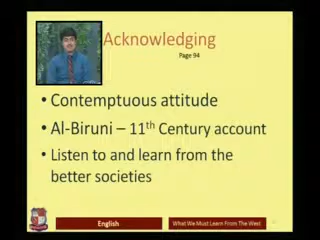 Acknowledging
Page 94
• Contemptuous attitude
• Al-Biruni – 11th Century account
• Listen to and learn from the
better societies
English
What We Must Learn From The West